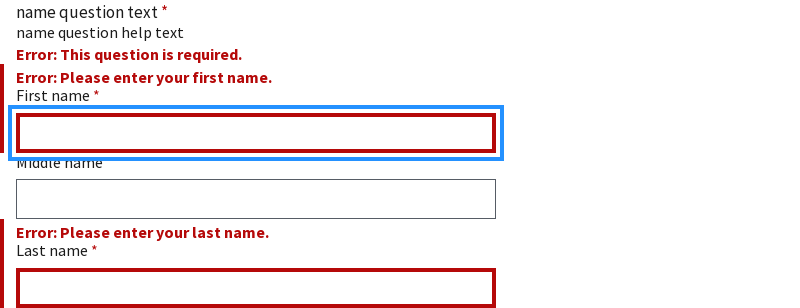 name question text *
name question help text
Error: This question is required.
Error: Please enter your first name.
First name *
Middle name
Error: Please enter your last name.
Last name *